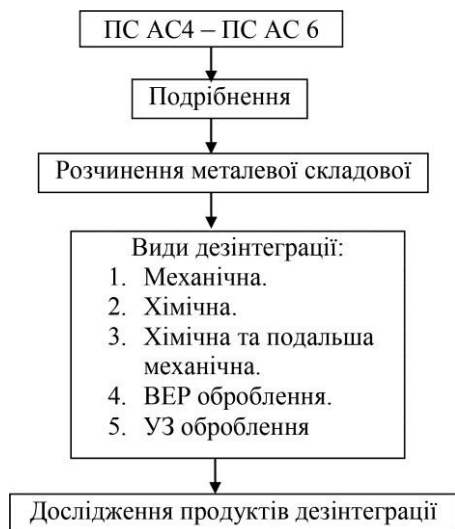 ПС АС4 – ПС АС 6
Подрібнення
Розчинення металевої складової
Види дезінтеграції:
1. Механічна.
2. Хімічна.
3. Хімічна та подальша
механічна.
4. ВЕР оброблення.
5. УЗ оброблення
Дослідження продуктів дезінтеграції